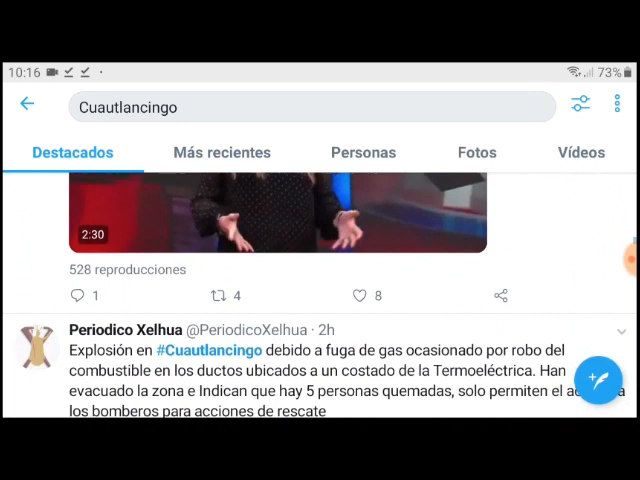 10:16 73%
Cuautlancingo
Destacados Más recientes Personas Fotos Vídeos
2:30
528 reproducciones
1 4 8
Periodico Xelhua @PeriodicoXelhua · 2h
Explosión en #Cuautlancingo debido a fuga de gas ocasionado por robo del
combustible en los ductos ubicados a un costado de la Termoeléctrica. Han
evacuado la zona e Indican que hay 5 personas quemadas, solo permiten el a
los bomberos para acciones de rescate